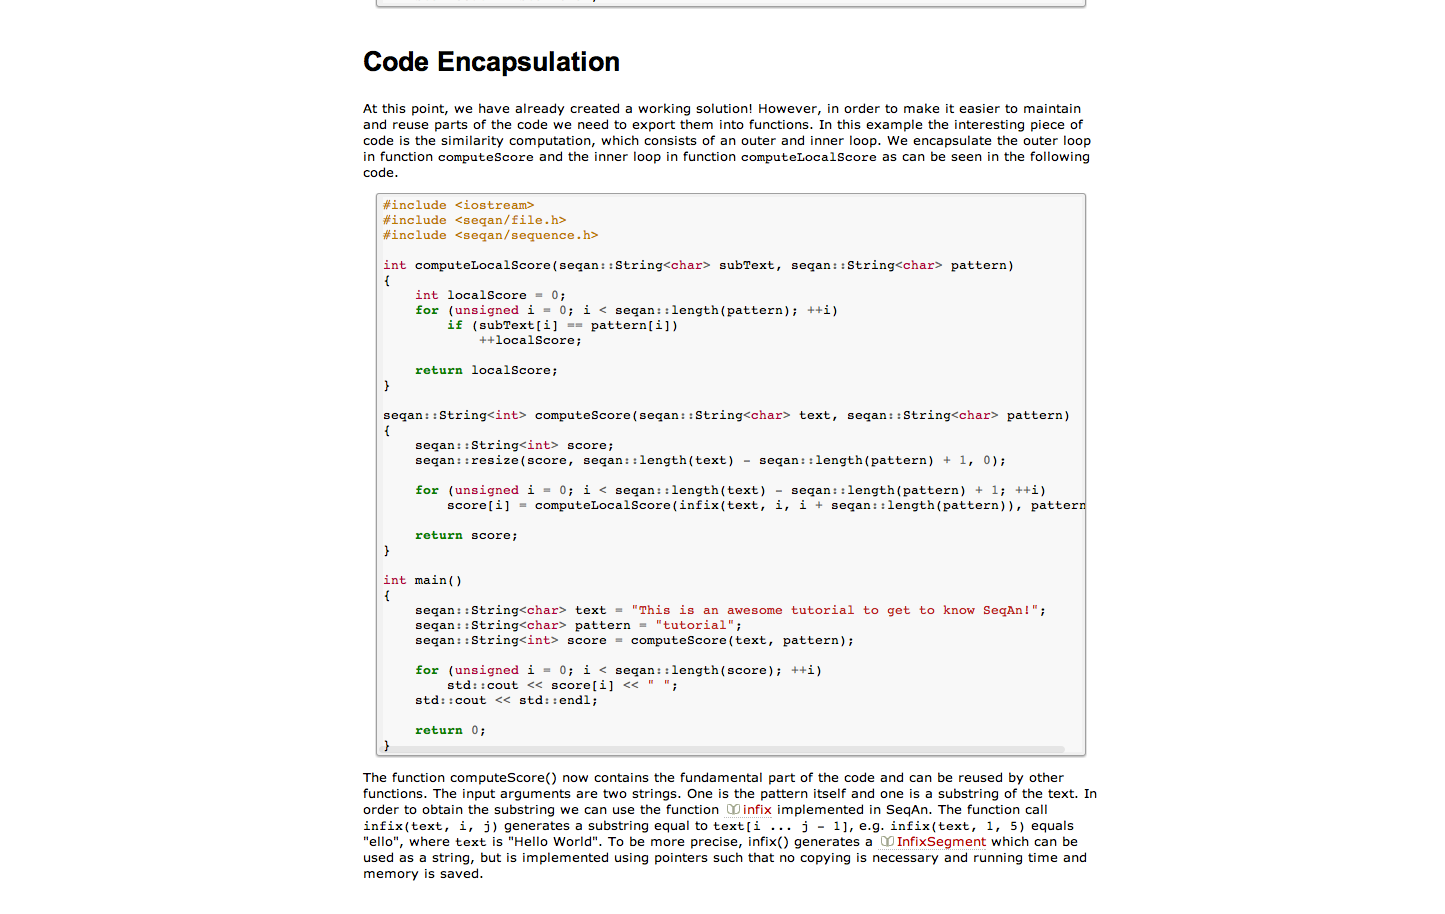 Code Encapsulation
At this point, we have already created a working solution! However, in order to make it easier to maintain
and reuse parts of the code we need to export them into functions. In this example the interesting piece of
code is the similarity computation, which consists of an outer and inner loop. We encapsulate the outer loop
in function computeScore and the inner loop in function computeLocalScore as can be seen in the following
code.
#include <iostream>
#include <seqan/file.h>
#include <seqan/sequence.h>
int computeLocalScore(seqan::String<char> subText, seqan::String<char> pattern)
{
    int localScore = 0;
    for (unsigned i = 0; i < seqan::length(pattern); ++i)
        if (subText[i] == pattern[i])
            ++localScore;
    return localScore;
}
seqan::String<int> computeScore(seqan::String<char> text, seqan::String<char> pattern)
{
    seqan::String<int> score;
    seqan::resize(score, seqan::length(text) - seqan::length(pattern) + 1, 0);
    for (unsigned i = 0; i < seqan::length(text) - seqan::length(pattern) + 1; ++i)
        score[i] = computeLocalScore(infix(text, i, i + seqan::length(pattern)), pattern
    return score;
}
int main()
{
    seqan::String<char> text = "This is an awesome tutorial to get to know SeqAn!";
    seqan::String<char> pattern = "tutorial";
    seqan::String<int> score = computeScore(text, pattern);
    for (unsigned i = 0; i < seqan::length(score); ++i)
        std::cout << score[i] << " ";
    std::cout << std::endl;
    return 0;
}
The function computeScore() now contains the fundamental part of the code and can be reused by other
functions. The input arguments are two strings. One is the pattern itself and one is a substring of the text. In
order to obtain the substring we can use the function infix implemented in SeqAn. The function call
infix(text, i, j) generates a substring equal to text[i ... j - 1], e.g. infix(text, 1, 5) equals
"ello", where text is "Hello World". To be more precise, infix() generates a InfixSegment which can be
used as a string, but is implemented using pointers such that no copying is necessary and running time and
memory is saved.